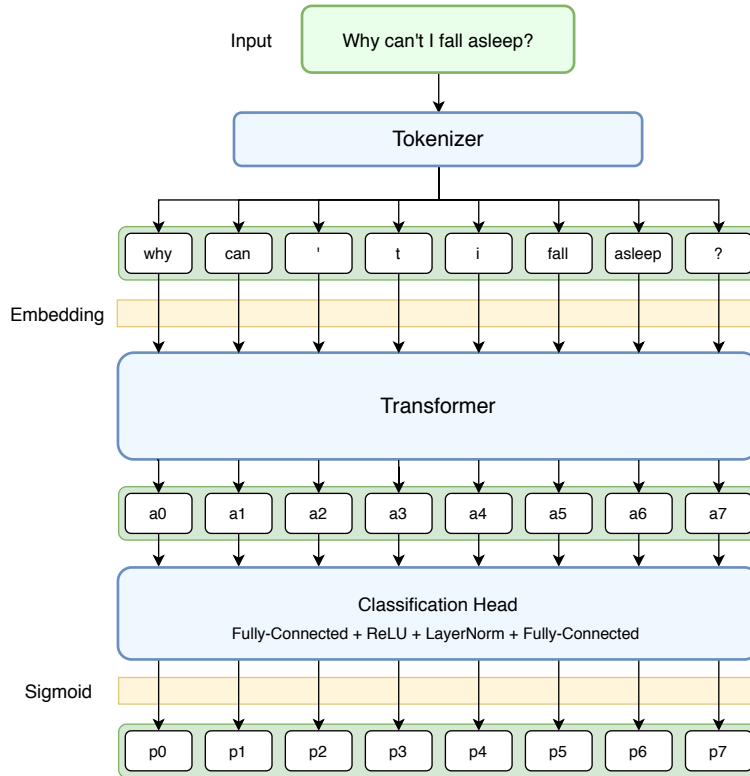 Input
Why can't I fall asleep?
Tokenizer
why can ' t i fall asleep ?
Embedding
Transformer
a0 a1 a2 a3 a4 a5 a6 a7
Classification Head
Fully-Connected + ReLU + LayerNorm + Fully-Connected
Sigmoid
p0 p1 p2 p3 p4 p5 p6 p7